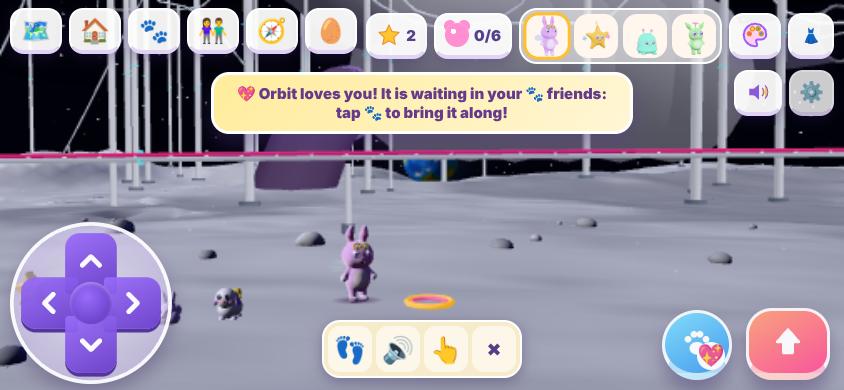 2
0/6
💖 Orbit loves you! It is waiting in your 🐾 friends:
tap 🐾 to bring it along!